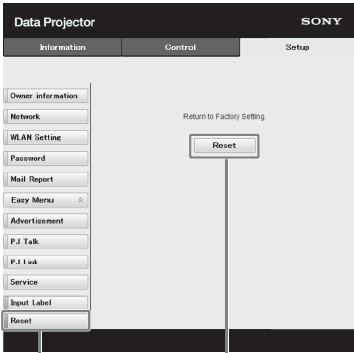 Data Projector
SONY
Information
Control
Setup
Owner information
Network
WLAN Setting
Password
Mail Report
Easy Menu
Advertisement
PJ Talk
PJ Link
Service
Input Label
Reset
Return to Factory Setting.
Reset